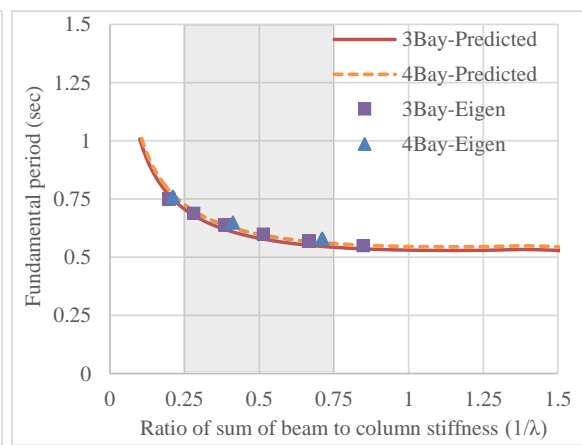 1.5
1.25
1
0.75
0.5
0.25
0
Fundamental period (sec)
3Bay-Predicted
4Bay-Predicted
3Bay-Eigen
4Bay-Eigen
0 0.25 0.5 0.75 1 1.25 1.5
Ratio of sum of beam to column stiffness (1/λ)